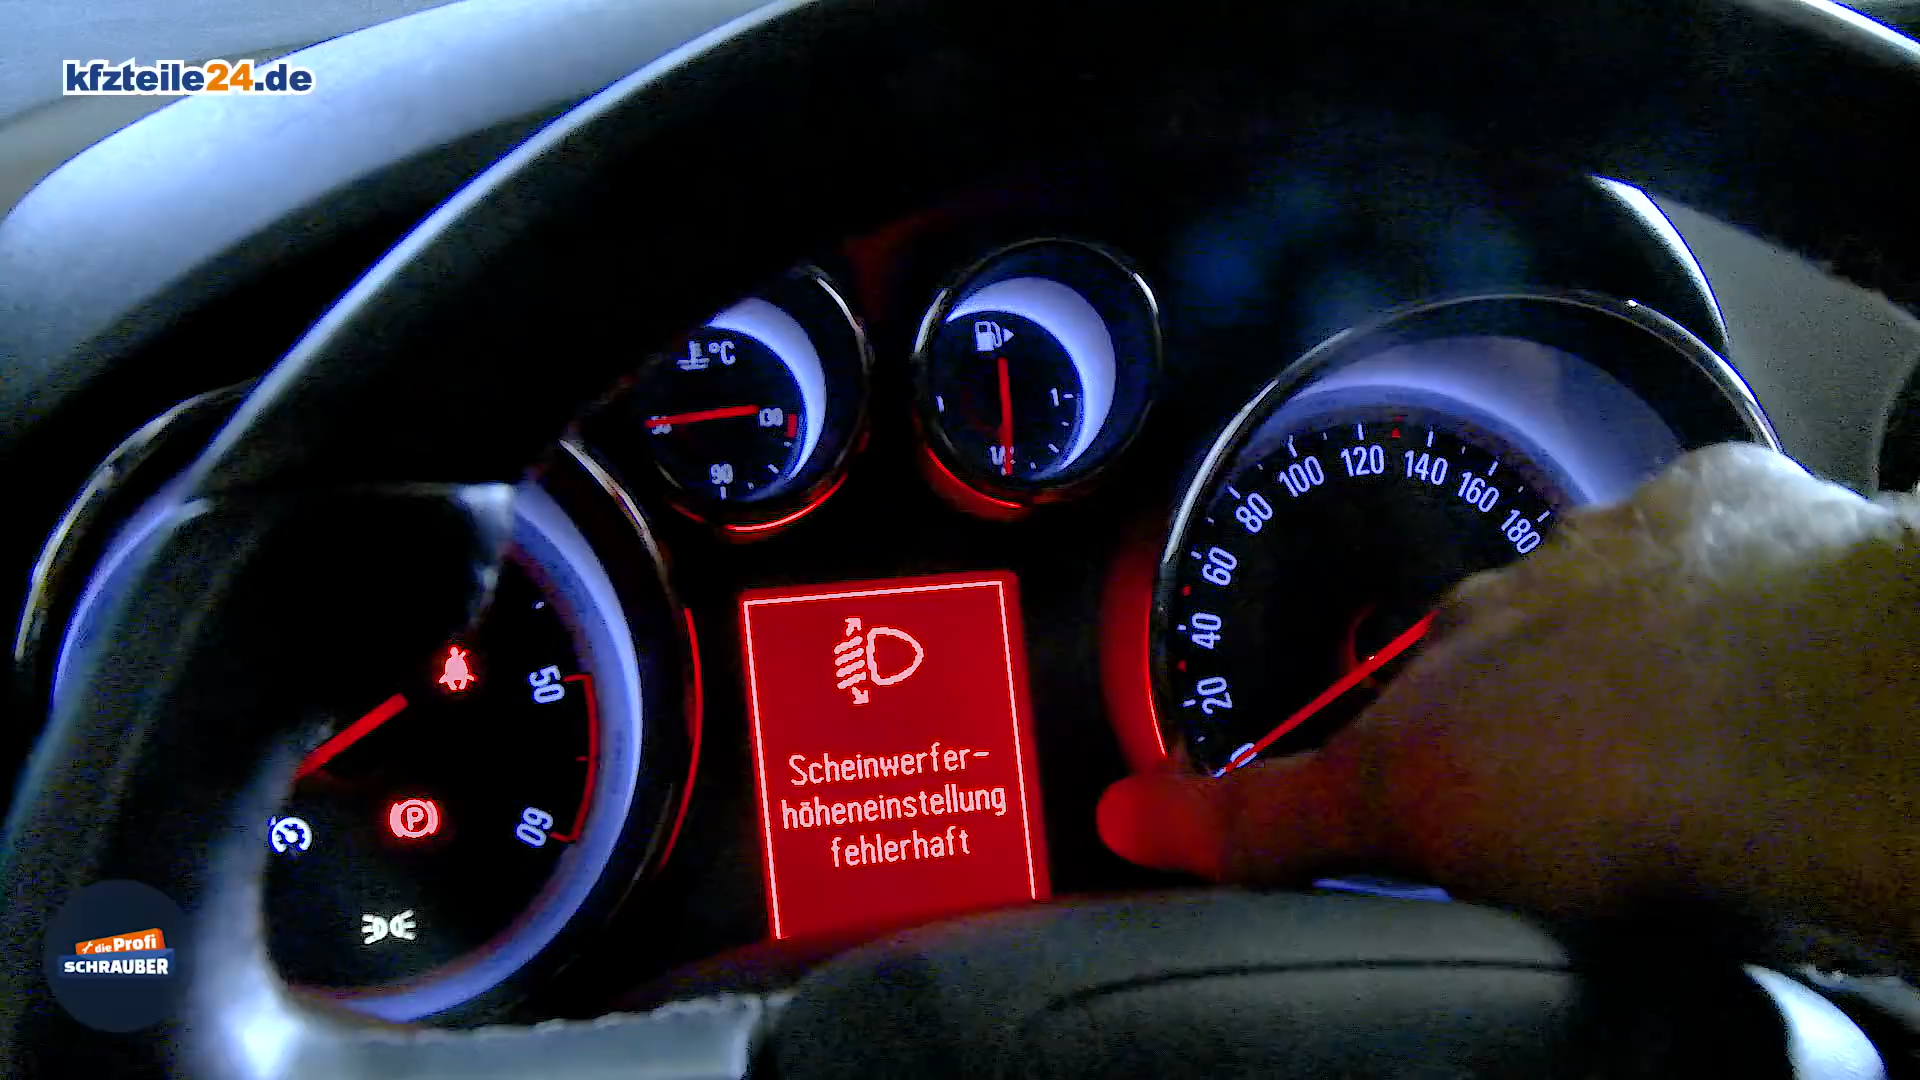 kfzteile24.de
°C
130
90
1
1/2
20
40
60
80
100
120
140
160
180
0
50
60
P
Scheinwerfer-
höheneinstellung
fehlerhaft
die Profi
SCHRAUBER